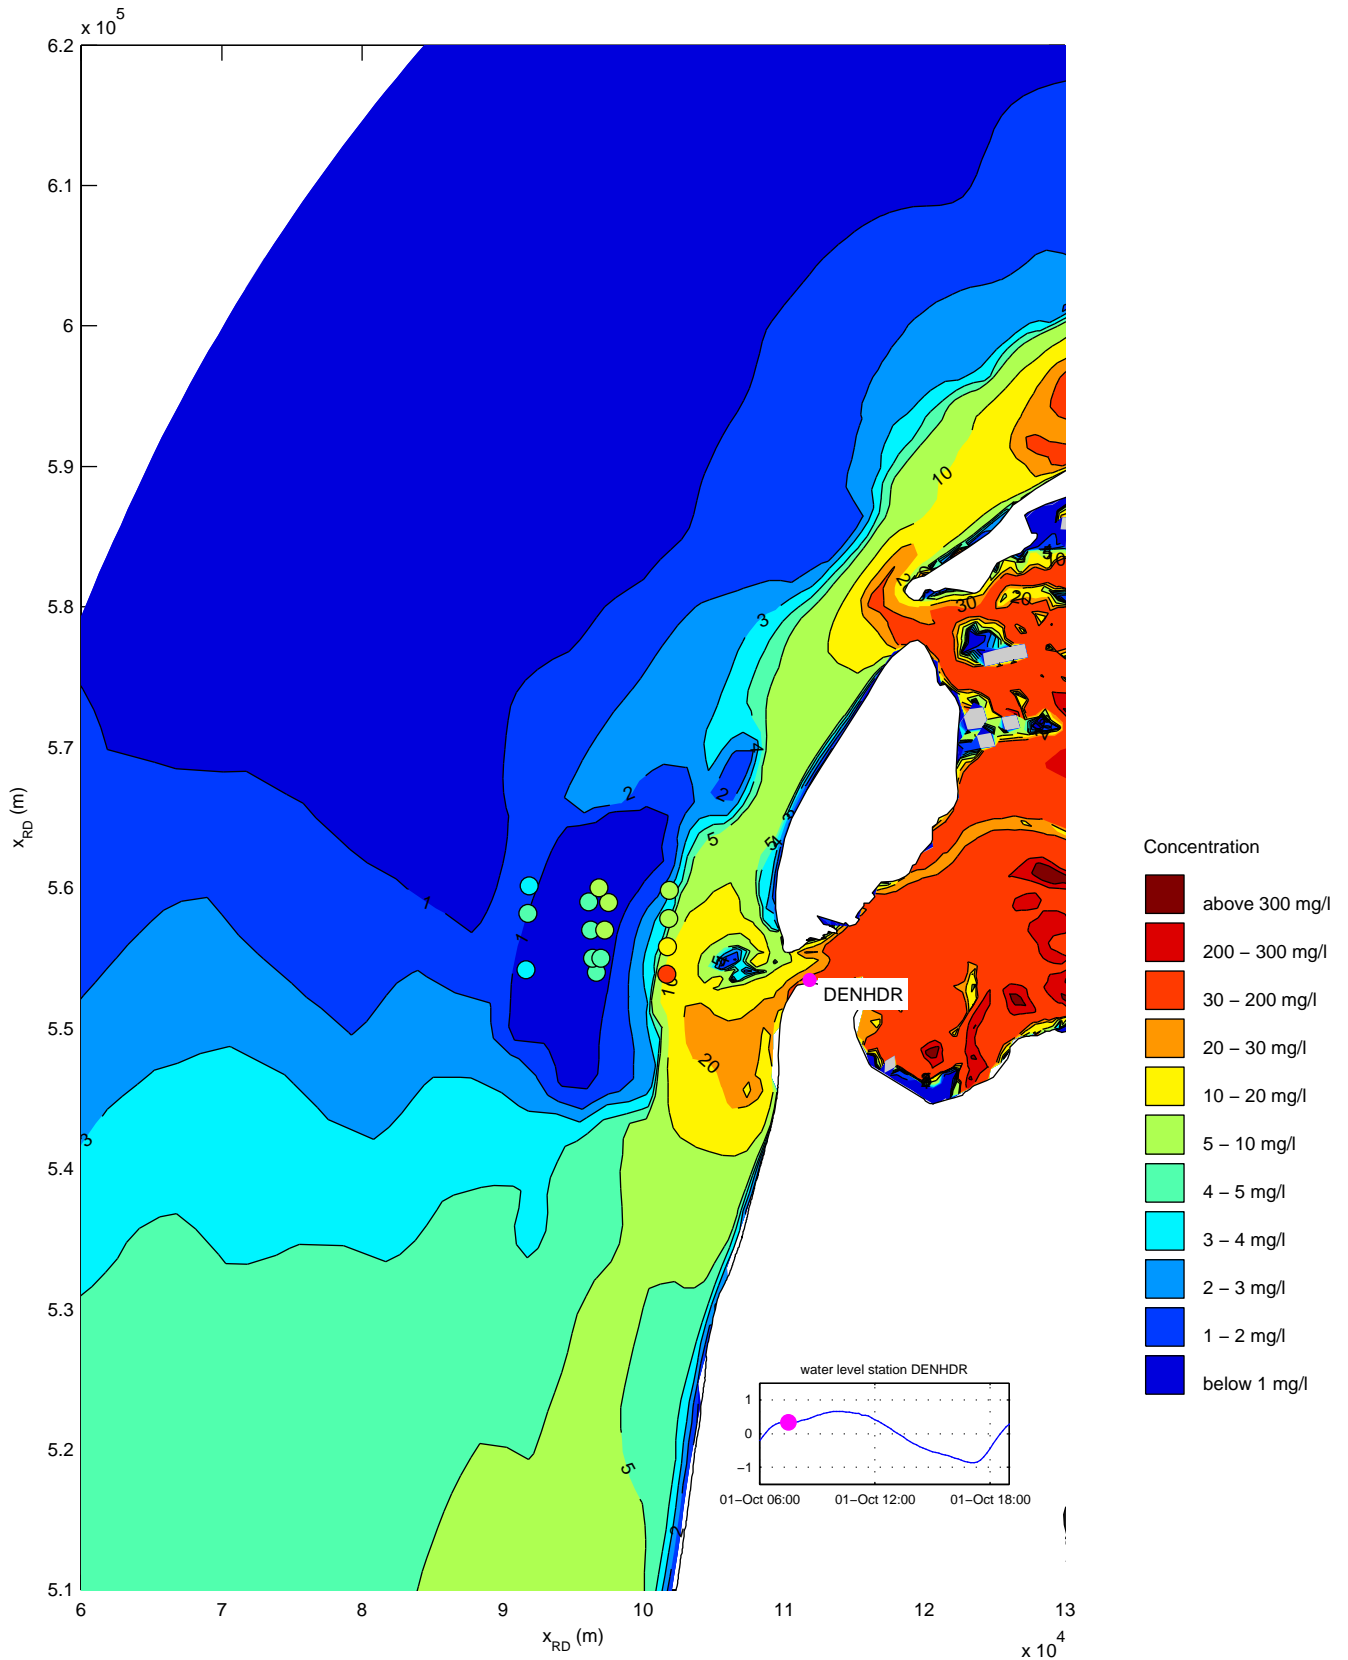 x 10^5
6.2
6.1
6
5.9
5.8
5.7
5.6
5.5
5.4
5.3
5.2
5.1
x_RD (m)
6 7 8 9 10 11 12 13
x_RD (m)
x 10^4
10
30
20
3
2
2
5
1
1
DENHDR
20
3
5
2
Concentration
above 300 mg/l
200 – 300 mg/l
30 – 200 mg/l
20 – 30 mg/l
10 – 20 mg/l
5 – 10 mg/l
4 – 5 mg/l
3 – 4 mg/l
2 – 3 mg/l
1 – 2 mg/l
below 1 mg/l
water level station DENHDR
1
0
−1
01−Oct 06:00 01−Oct 12:00 01−Oct 18:00